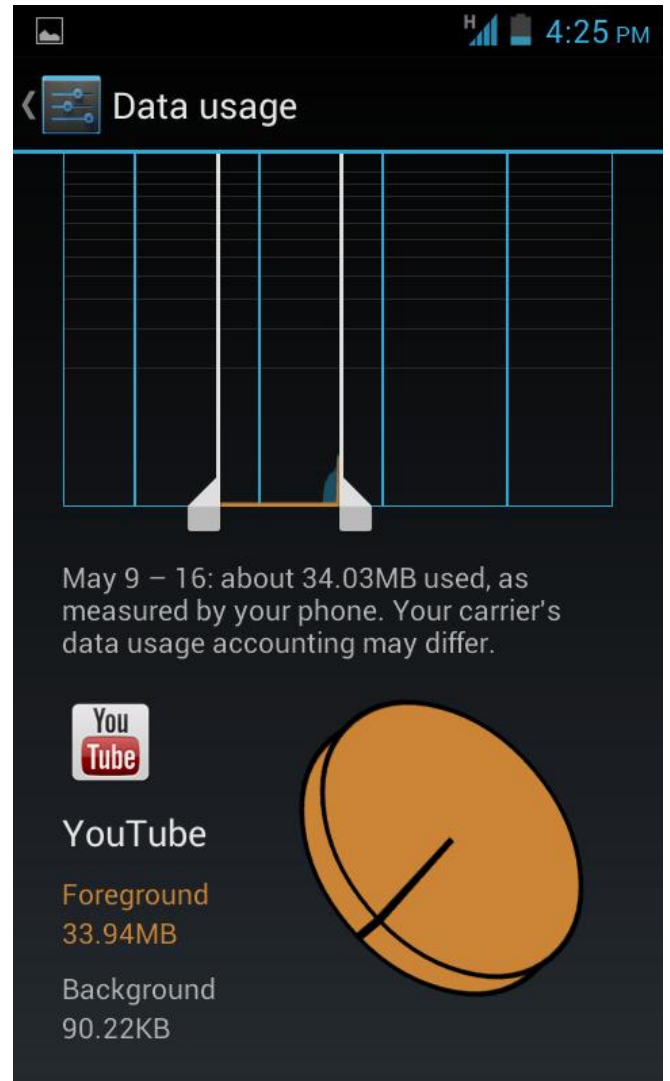 H 4:25 PM
Data usage
May 9 – 16: about 34.03MB used, as
measured by your phone. Your carrier's
data usage accounting may differ.
You
Tube
YouTube
Foreground
33.94MB
Background
90.22KB